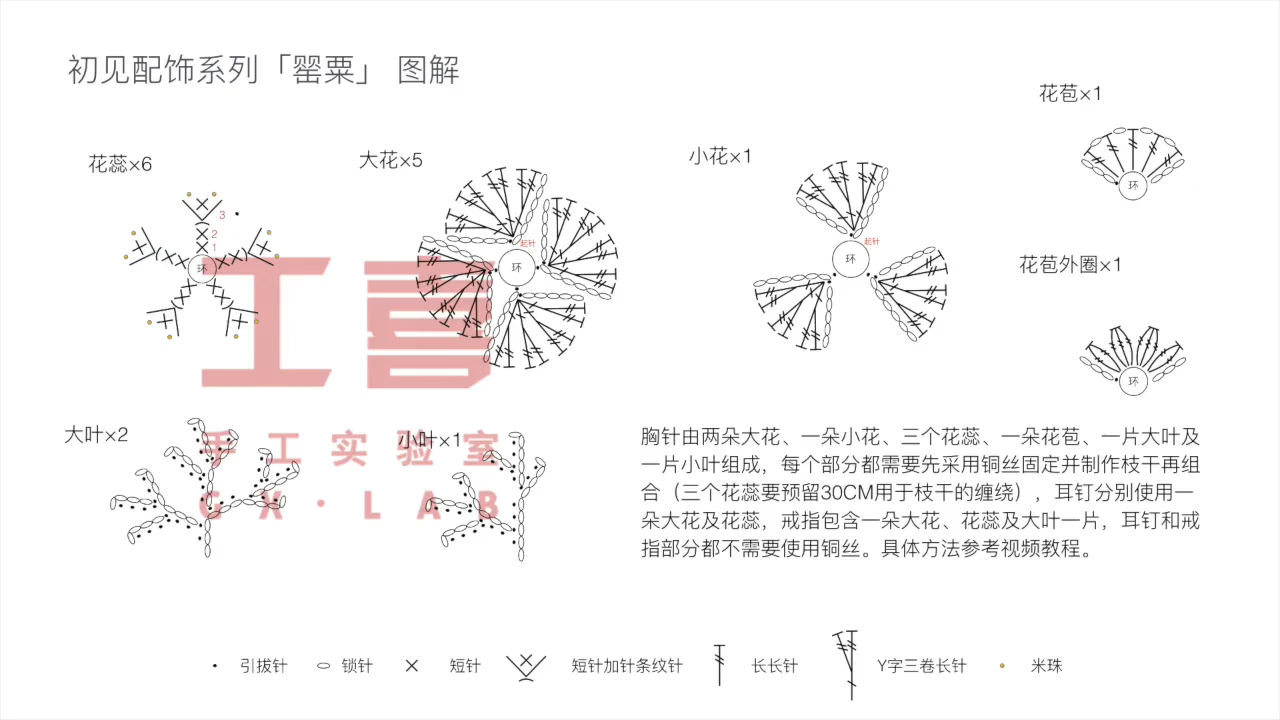 初见配饰系列「罂粟」 图解
花苞×1
花蕊×6
大花×5
小花×1
3
2
1
环
起针
环
起针
环
环
花苞外圈×1
环
工喜
手工实验室
GX·LAB
大叶×2
小叶×1
胸针由两朵大花、一朵小花、三个花蕊、一朵花苞、一片大叶及
一片小叶组成，每个部分都需要先采用铜丝固定并制作枝干再组
合（三个花蕊要预留30CM用于枝干的缠绕），耳钉分别使用一
朵大花及花蕊，戒指包含一朵大花、花蕊及大叶一片，耳钉和戒
指部分都不需要使用铜丝。具体方法参考视频教程。
引拔针
锁针
短针
短针加针条纹针
长长针
Y字三卷长针
米珠